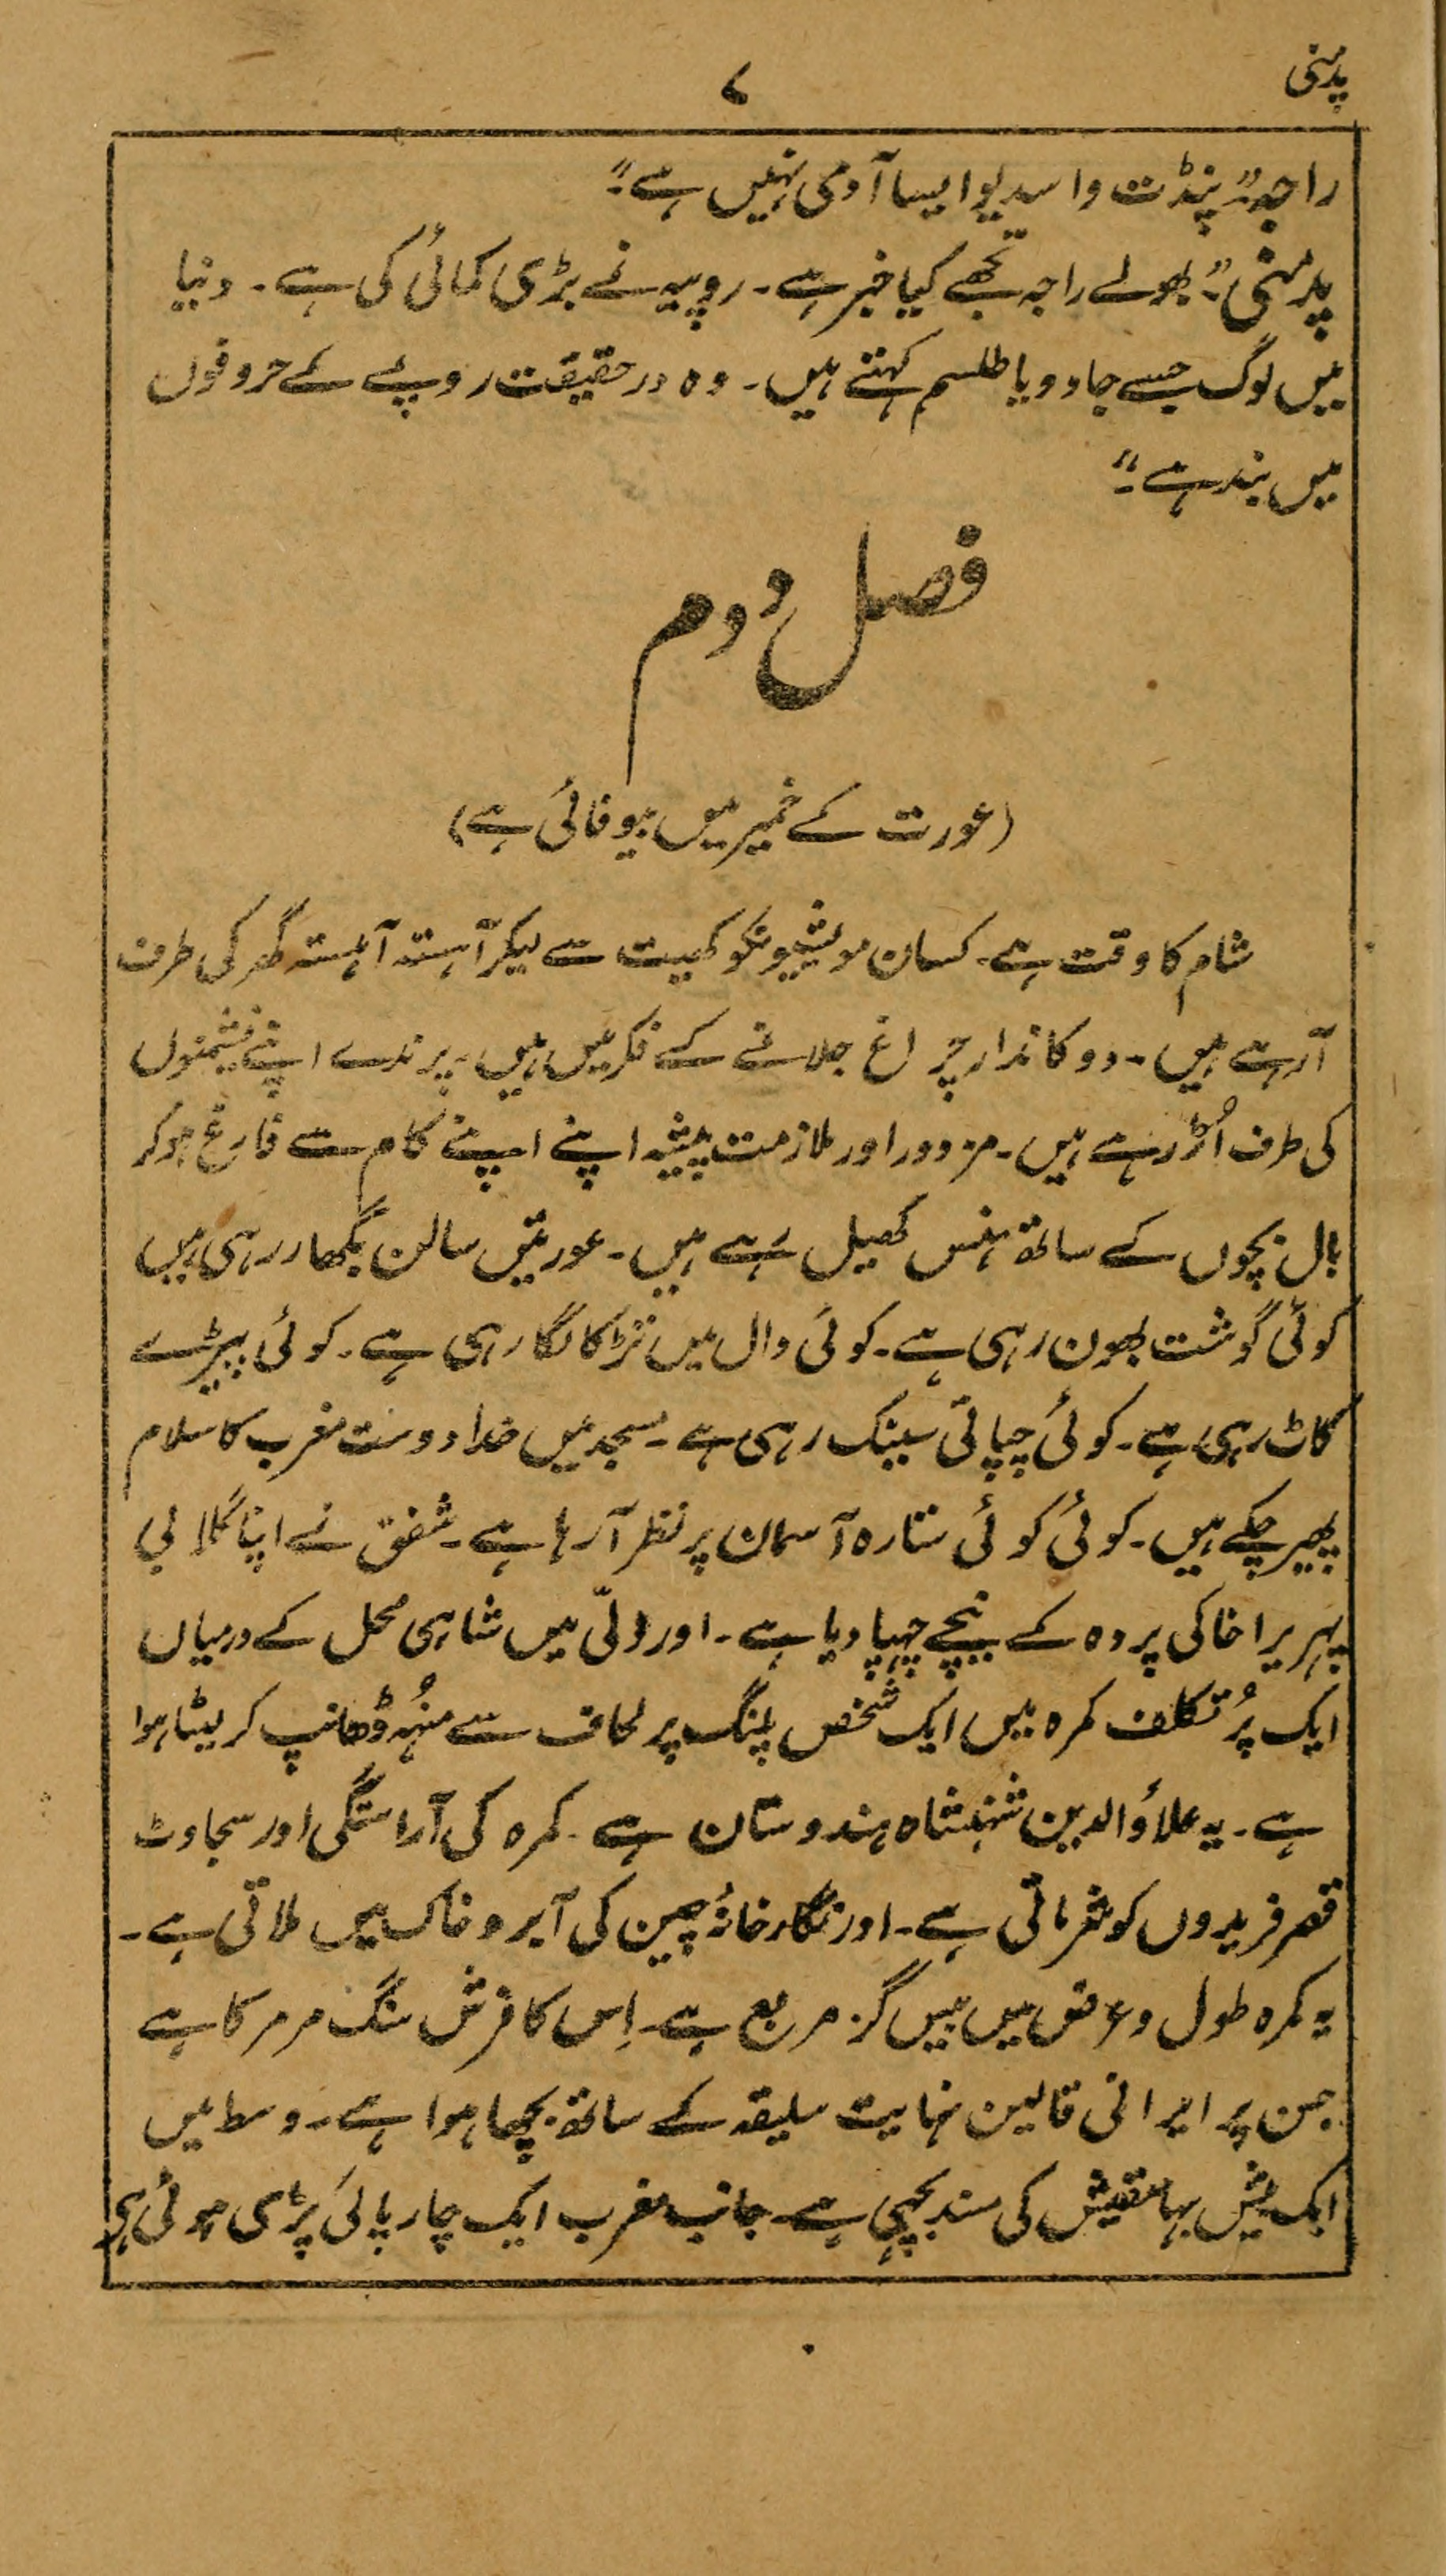 پدمنی
۷
راجہ "پنڈت واسدیو ایسا آدمی نہیں ہے"
پدمنی "بھولے راجہ تجھے کیا خبر ہے۔ روپیہ نے بڑی کمائی کی ہے۔ دنیا
میں لوگ جسے جادو یا طلسم کہتے ہیں۔ وہ درحقیقت روپیے کے حروفوں
میں بند ہے"
فصل دوم
(عورت کے خمیر میں بیوفائی ہے)
شام کا وقت ہے۔ کسان مویشیونکو کھیت سے لیکر آہستہ آہستہ گھر کی طرف
آرہے ہیں۔ دوکاندار چراغ جلانے کے فکر میں ہیں۔ پرندے اپنے نشیمنوں
کی طرف اُڑ رہے ہیں۔ مزدور اور ملازمت پیشہ اپنے اپنے کام سے فارغ ہوکر
بال بچوں کے ساتھ ہنس کھیل رہے ہیں۔ عورتیں سالن بگھار رہی ہیں
کوئی گوشت بھون رہی ہے۔ کوئی دال میں تڑکا لگا رہی ہے۔ کوئی پیڑے
کاٹ رہی ہے۔ کوئی چپاتی سینک رہی ہے۔ مسجد میں خدا دوست مغرب کا سلام
پھیر چکے ہیں۔ کوئی کوئی ستارہ آسمان پر نظر آرہا ہے۔ شفق نے اپنا گلابی
پھریرا خاکی پردہ کے نیچے چھپا دیا ہے۔ اور دلّی میں شاہی محل کے درمیاں
ایک پُرتکلف کمرہ میں ایک شخص پلنگ پر لحاف سے منُہ ڈھانپ کر لیٹا ہوا
ہے۔ یہ علاؤالدین شہنشاہ ہندوستان ہے۔ کمرہ کی آراستگی اور سجاوٹ
قصر فریدوں کو شرماتی ہے۔ اور نگارخانۂ چین کی آبرو خاک میں ملاتی ہے۔
یہ کمرہ طول و عرض میں بیس گز مربع ہے۔ اِس کا فرش سنگ مرمر کا ہے
جس پر ایرانی قالین نہایت سلیقہ کے ساتھ بچھا ہوا ہے۔ وسط میں
ایک بیش بہا مقیش کی مسند بچھی ہے۔ جانب مغرب ایک چارپائی پڑی ہوئی ہی